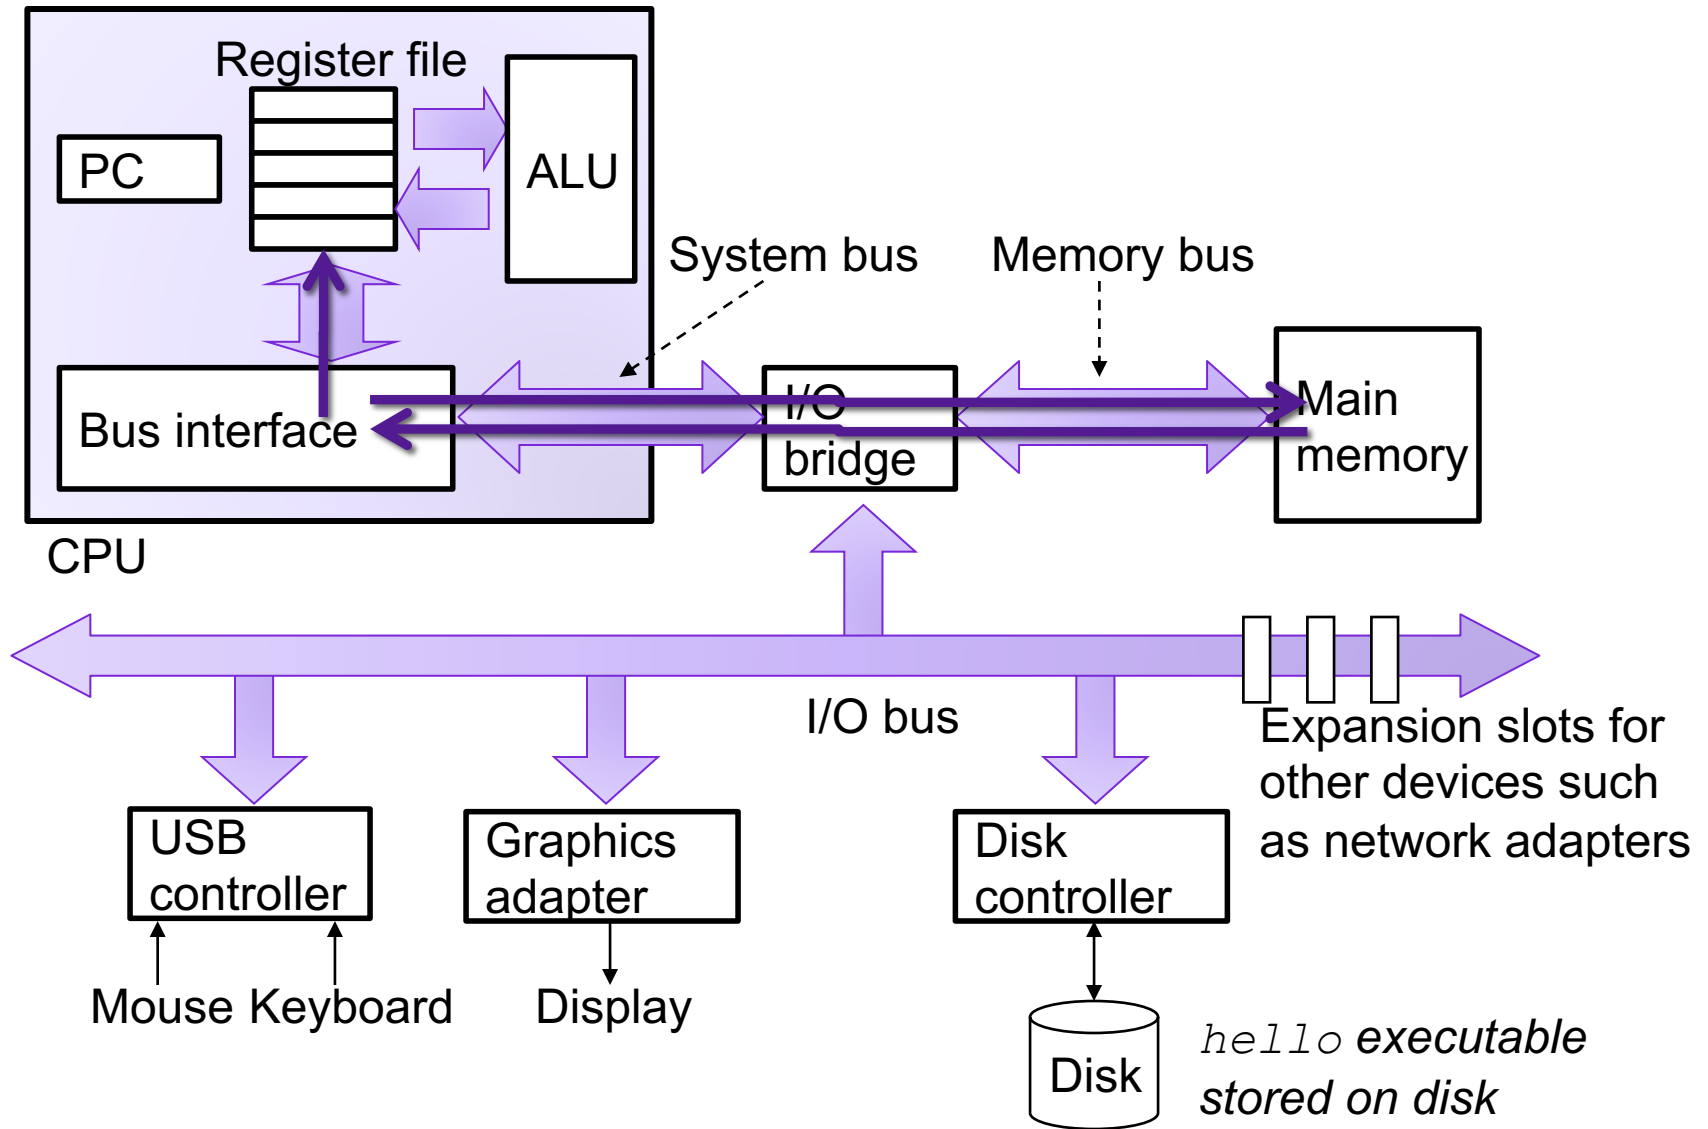 Register file
PC
ALU
System bus
Memory bus
Bus interface
I/O
bridge
Main
memory
CPU
I/O bus
Expansion slots for
other devices such
as network adapters
USB
controller
Graphics
adapter
Disk
controller
Mouse
Keyboard
Display
Disk
hello executable
stored on disk